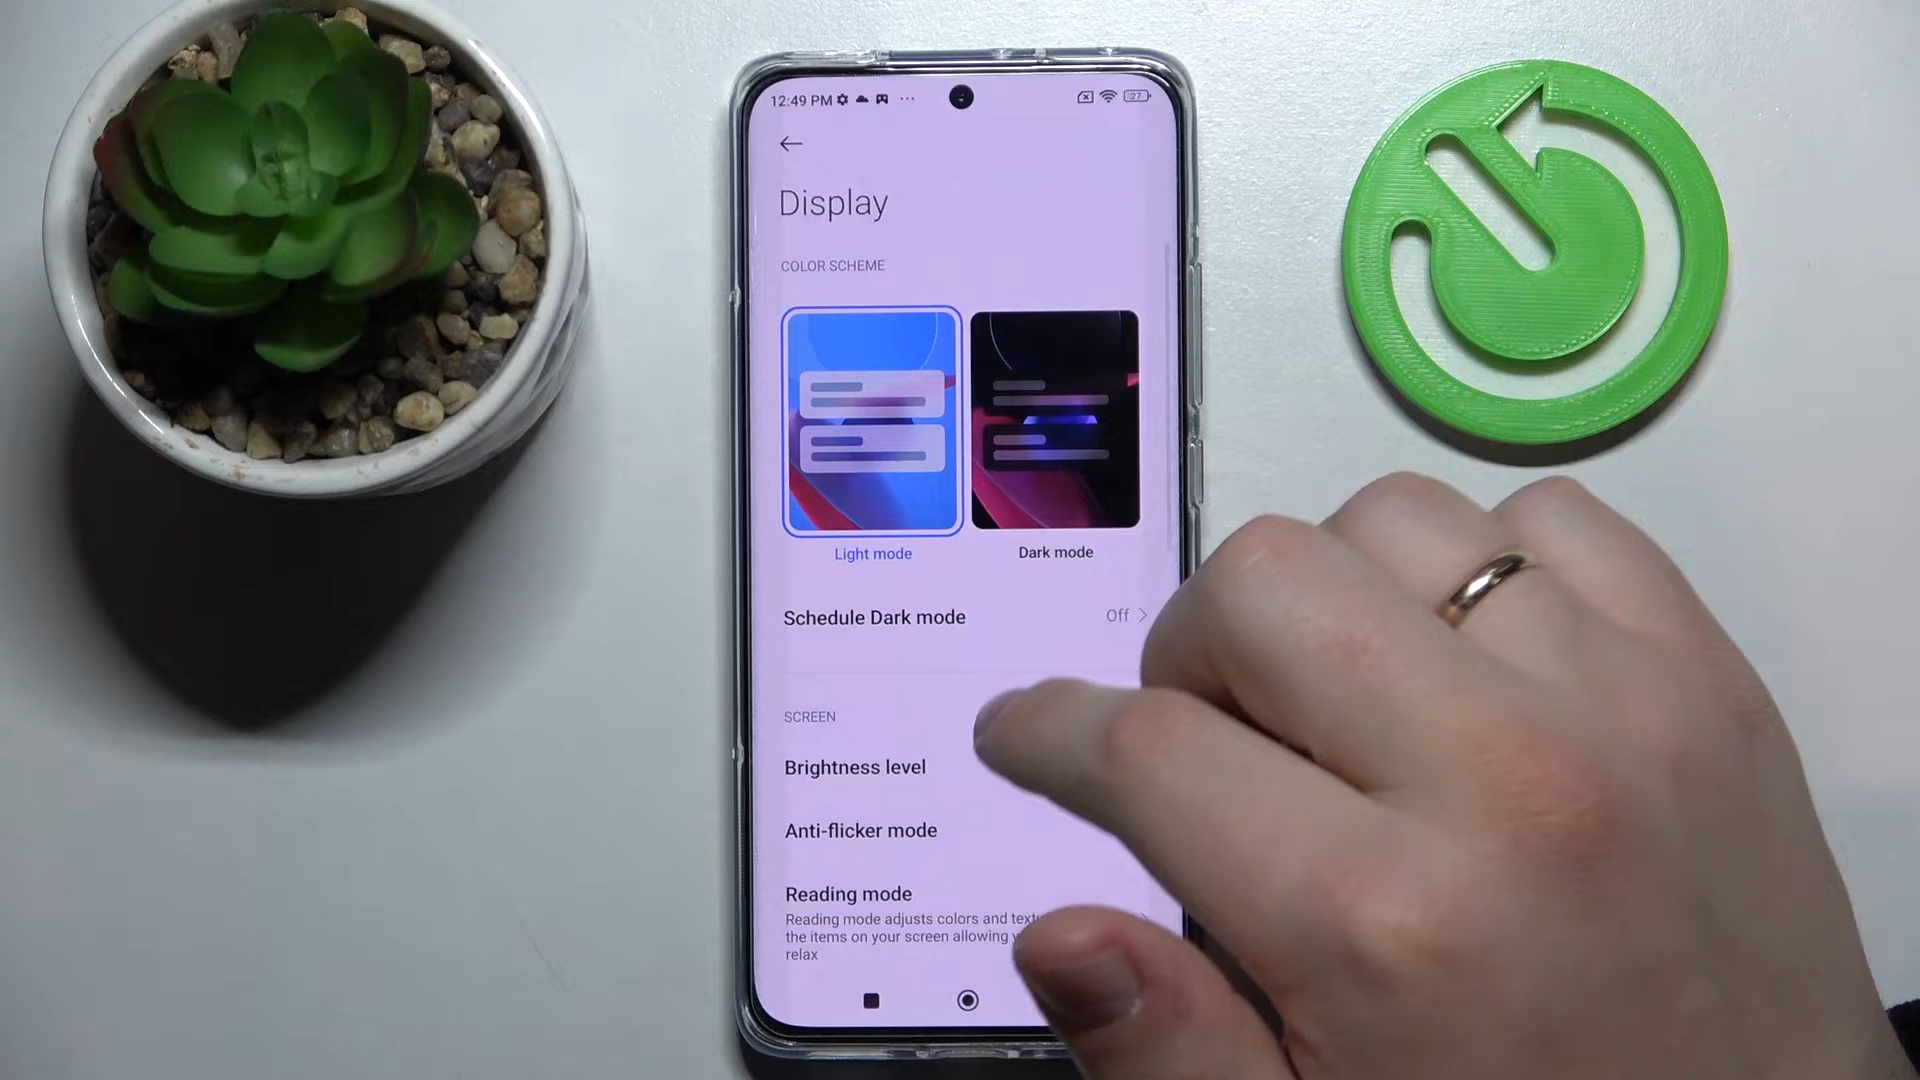 12:49 PM
27
Display
COLOR SCHEME
Light mode
Dark mode
Schedule Dark mode
Off
SCREEN
Brightness level
Anti-flicker mode
Reading mode
Reading mode adjusts colors and
the items on your screen allowing
relax